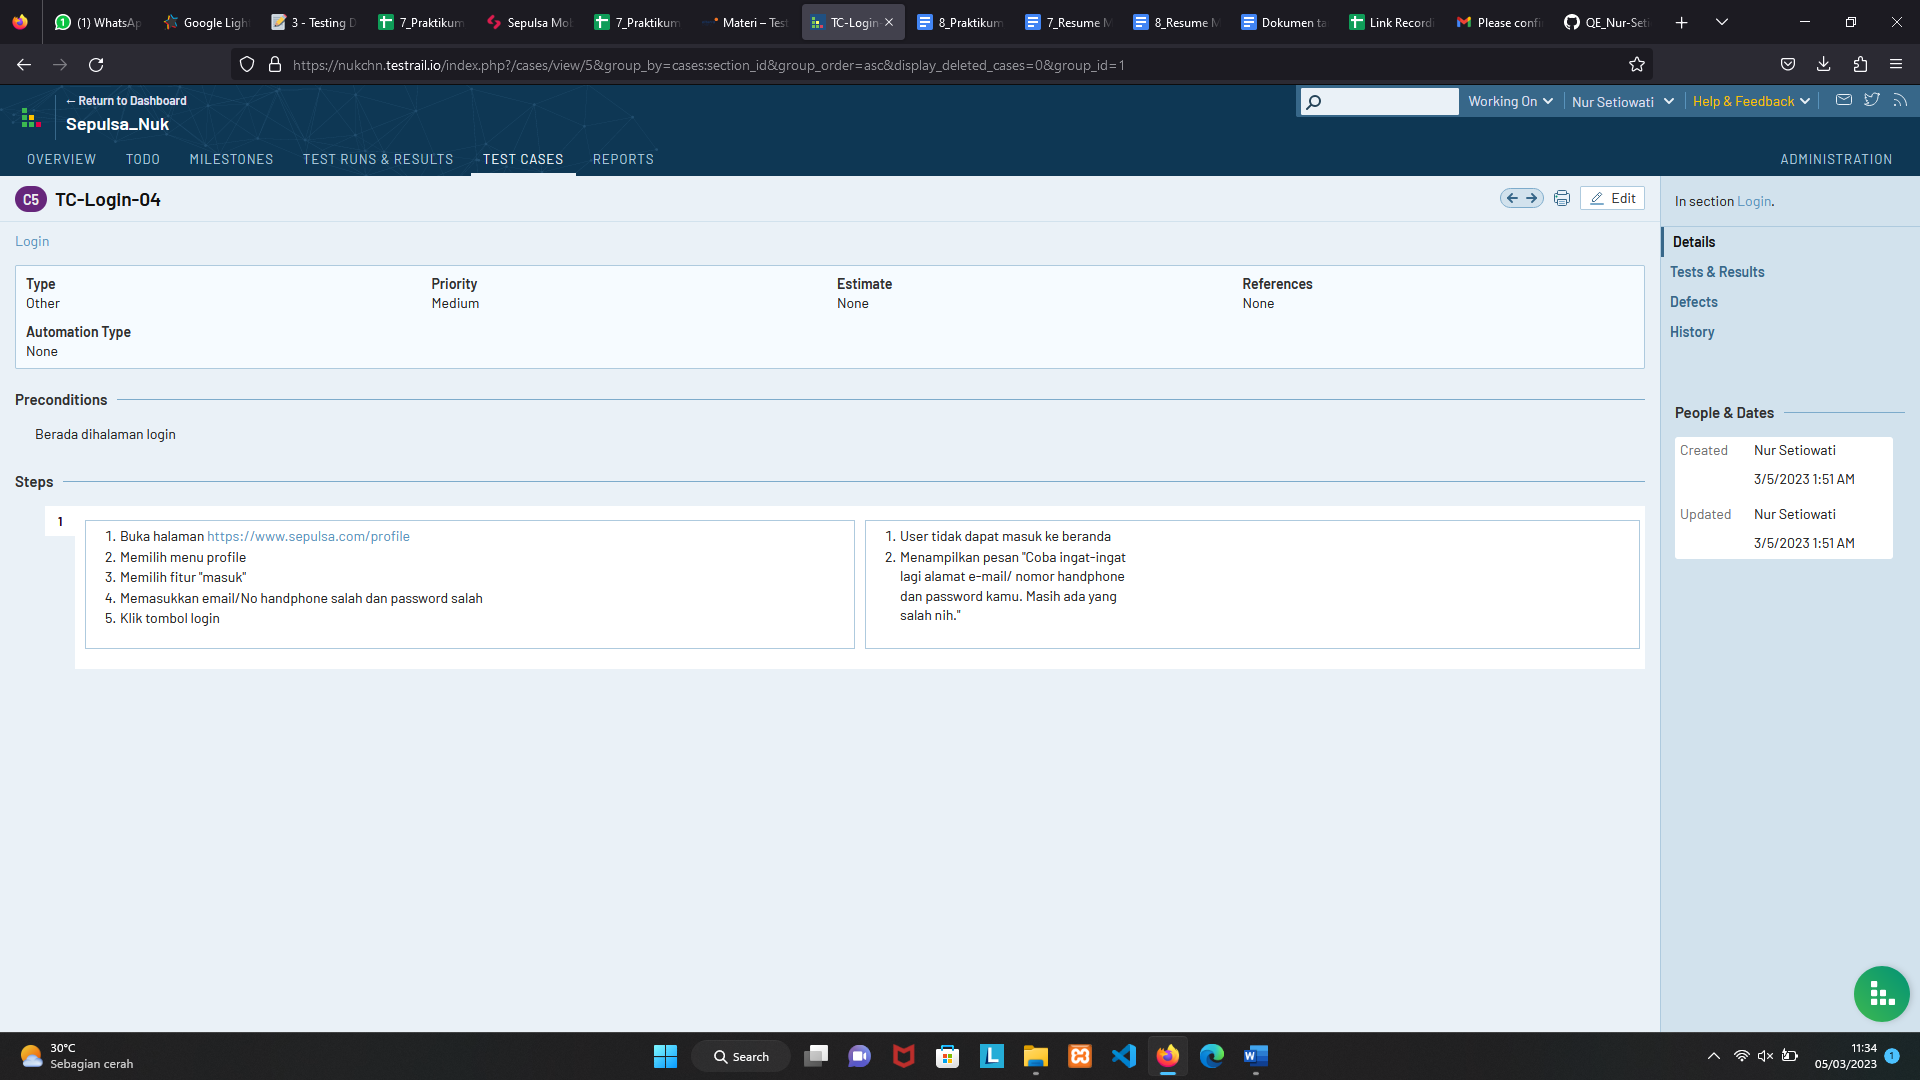 (1) WhatsAp
Google Light
3 - Testing D
7_Praktikum
Sepulsa Mob
7_Praktikum
Materi – Test
TC-Login-
8_Praktikum
7_Resume M
8_Resume M
Dokumen ta
Link Recordi
Please confi
QE_Nur-Seti
https://nukchn.testrail.io/index.php?/cases/view/5&group_by=cases:section_id&group_order=asc&display_deleted_cases=0&group_id=1
← Return to Dashboard
Sepulsa_Nuk
Working On
Nur Setiowati
Help & Feedback
OVERVIEW
TODO
MILESTONES
TEST RUNS & RESULTS
TEST CASES
REPORTS
ADMINISTRATION
C5 TC-Login-04
Edit
In section Login.
Login
Details
Tests & Results
Defects
History
Type
Other
Priority
Medium
Estimate
None
References
None
Automation Type
None
Preconditions
Berada dihalaman login
Steps
1
1. Buka halaman https://www.sepulsa.com/profile
2. Memilih menu profile
3. Memilih fitur "masuk"
4. Memasukkan email/No handphone salah dan password salah
5. Klik tombol login
1. User tidak dapat masuk ke beranda
2. Menampilkan pesan "Coba ingat-ingat
lagi alamat e-mail/ nomor handphone
dan password kamu. Masih ada yang
salah nih."
People & Dates
Created
Nur Setiowati
3/5/2023 1:51 AM
Updated
Nur Setiowati
3/5/2023 1:51 AM
30°C
Sebagian cerah
Search
11:34
05/03/2023
1